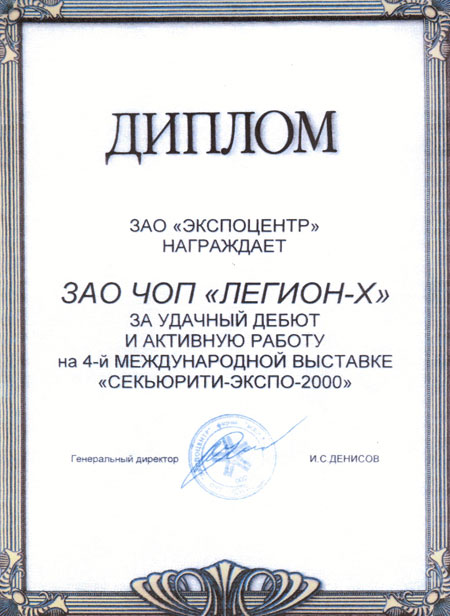 ДИПЛОМ
ЗАО «ЭКСПОЦЕНТР»
НАГРАЖДАЕТ
ЗАО ЧОП «ЛЕГИОН-Х»
ЗА УДАЧНЫЙ ДЕБЮТ
И АКТИВНУЮ РАБОТУ
на 4-й МЕЖДУНАРОДНОЙ ВЫСТАВКЕ
«СЕКЬЮРИТИ-ЭКСПО-2000»
Генеральный директор И.С ДЕНИСОВ